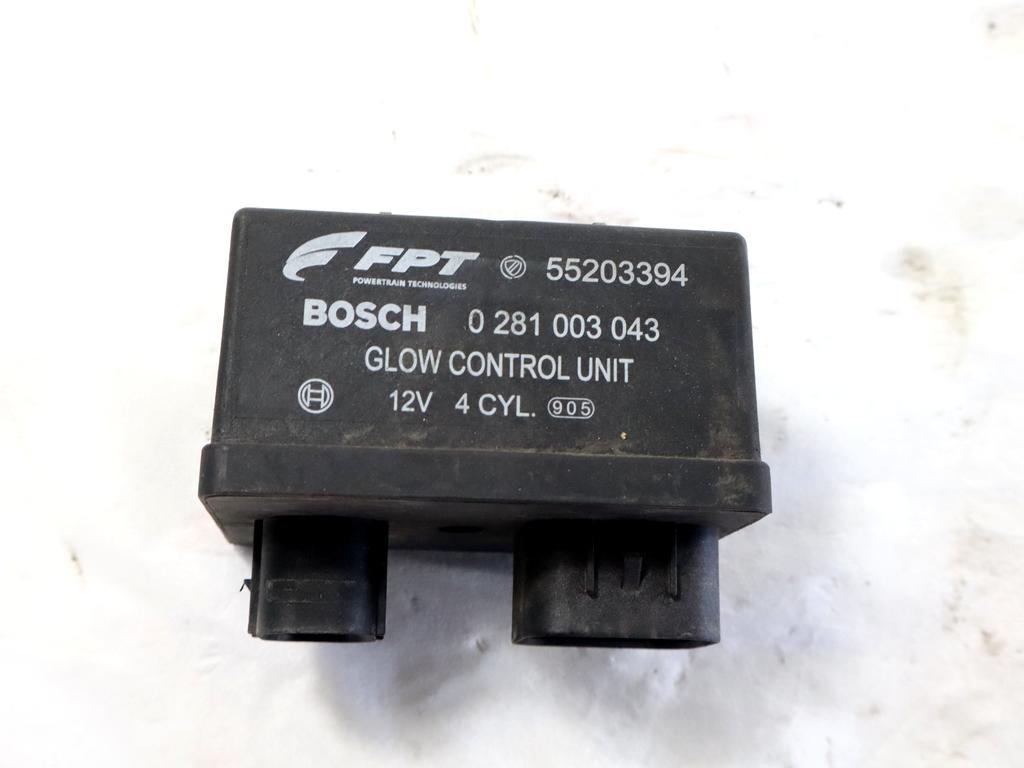 FPT 55203394
POWERTRAIN TECHNOLOGIES
BOSCH 0 281 003 043
GLOW CONTROL UNIT
12V 4 CYL. 905